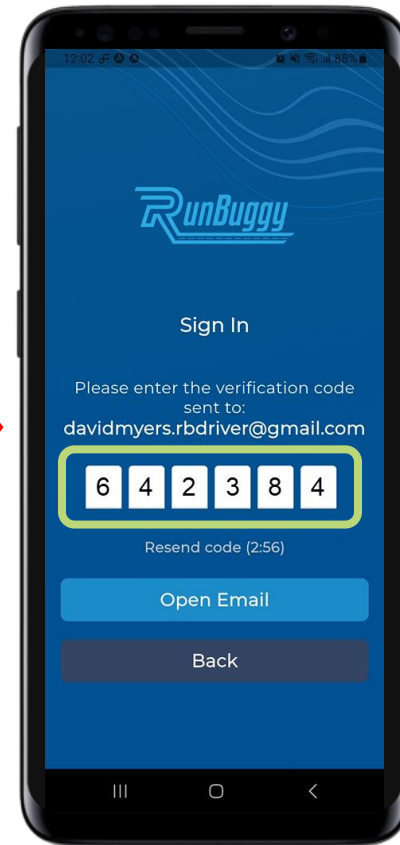 12:02
88%
RunBuggy
Sign In
Please enter the verification code
sent to:
davidmyers.rbdriver@gmail.com
6 4 2 3 8 4
Resend code (2:56)
Open Email
Back